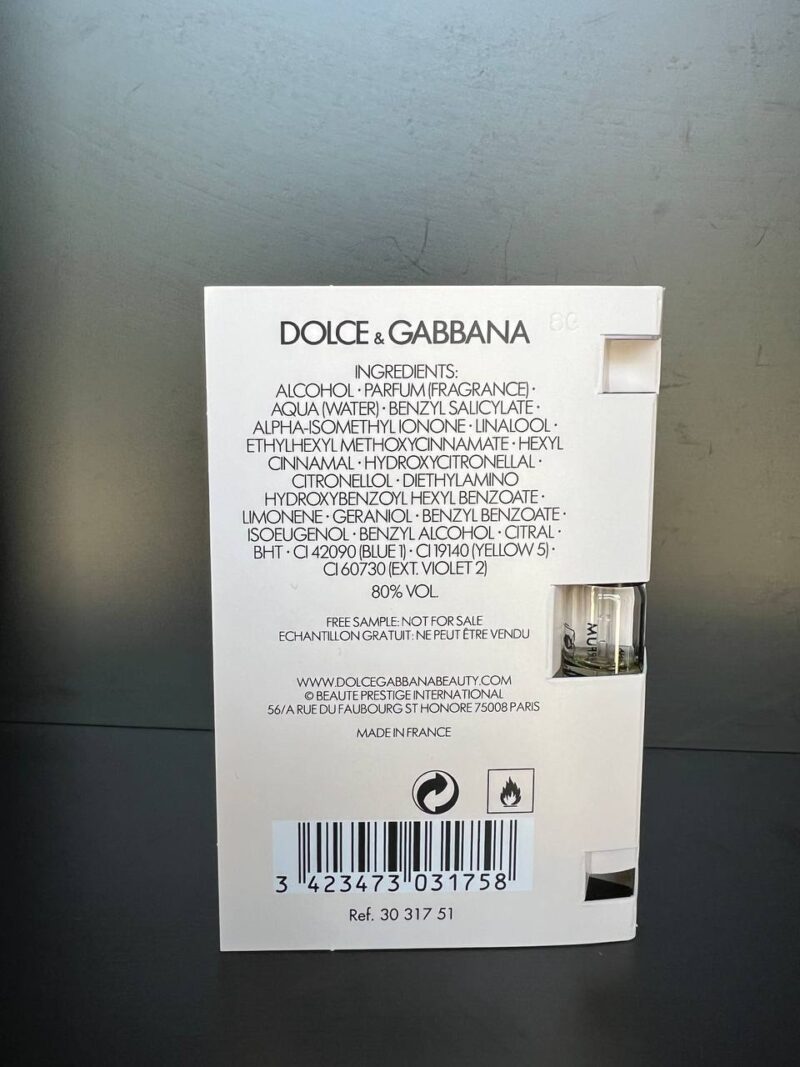 DOLCE & GABBANA
8G
INGREDIENTS:
ALCOHOL · PARFUM (FRAGRANCE) ·
AQUA (WATER) · BENZYL SALICYLATE ·
ALPHA-ISOMETHYL IONONE · LINALOOL ·
ETHYLHEXYL METHOXYCINNAMATE · HEXYL
CINNAMAL · HYDROXYCITRONELLAL ·
CITRONELLOL · DIETHYLAMINO
HYDROXYBENZOYL HEXYL BENZOATE ·
LIMONENE · GERANIOL · BENZYL BENZOATE ·
ISOEUGENOL · BENZYL ALCOHOL · CITRAL ·
BHT · CI 42090 (BLUE 1) · CI 19140 (YELLOW 5) ·
CI 60730 (EXT. VIOLET 2)
80% VOL.
FREE SAMPLE: NOT FOR SALE
ECHANTILLON GRATUIT: NE PEUT ÊTRE VENDU
WWW.DOLCEGABBANABEAUTY.COM
© BEAUTE PRESTIGE INTERNATIONAL
56/A RUE DU FAUBOURG ST HONORE 75008 PARIS
MADE IN FRANCE
3 423473 031758
Ref. 30 317 51